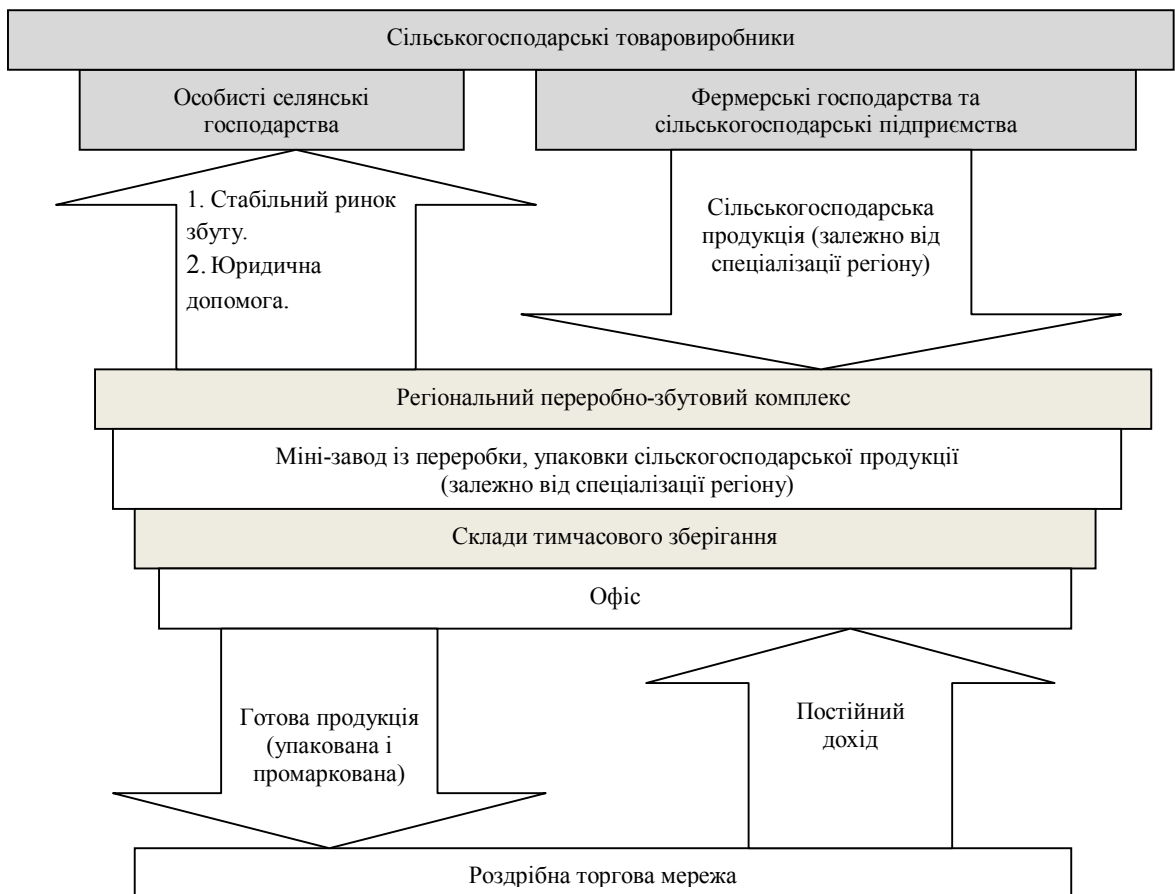 Сільськогосподарські товаровиробники
Особисті селянські
господарства
Фермерські господарства та
сільськогосподарські підприємства
1. Стабільний ринок
збуту.
2. Юридична
допомога.
Сільськогосподарська
продукція (залежно від
спеціалізації регіону)
Регіональний переробно-збутовий комплекс
Міні-завод із переробки, упаковки сільскогосподарської продукції
(залежно від спеціалізації регіону)
Склади тимчасового зберігання
Офіс
Готова продукція
(упакована і
промаркована)
Постійний
дохід
Роздрібна торгова мережа